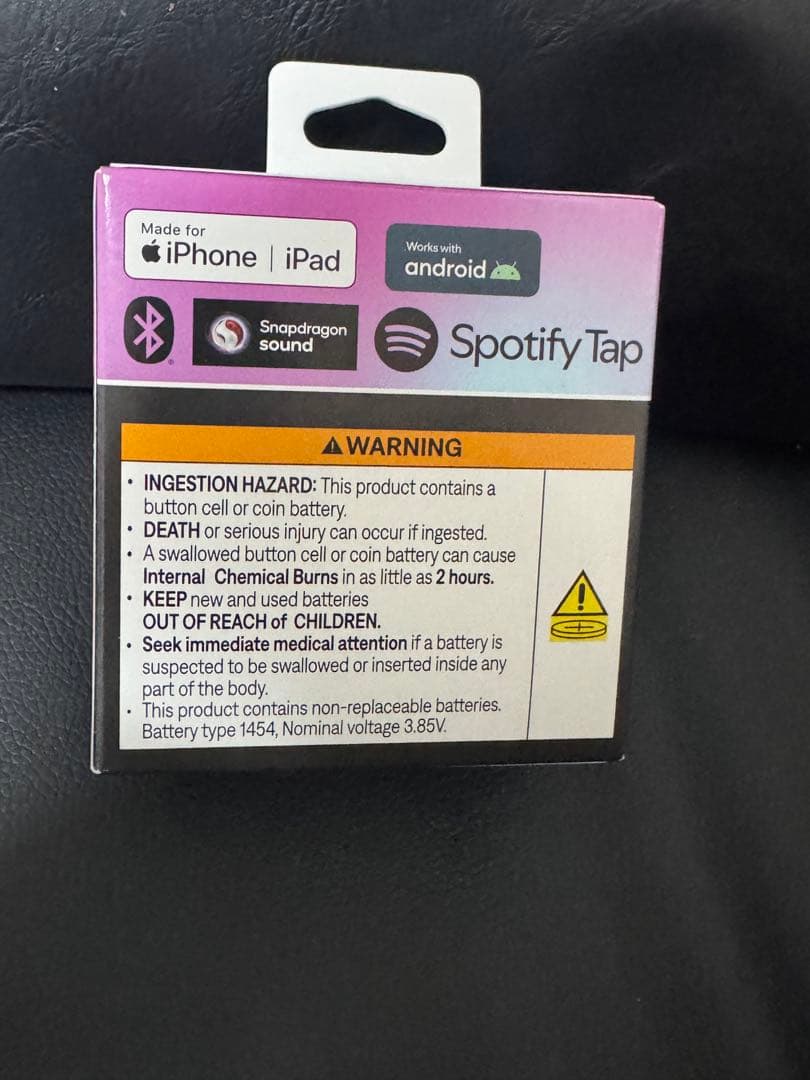 Made for
iPhone | iPad
Works with
android
Snapdragon
sound
Spotify Tap
WARNING
• INGESTION HAZARD: This product contains a
button cell or coin battery.
• DEATH or serious injury can occur if ingested.
• A swallowed button cell or coin battery can cause
Internal Chemical Burns in as little as 2 hours.
• KEEP new and used batteries
OUT OF REACH of CHILDREN.
• Seek immediate medical attention if a battery is
suspected to be swallowed or inserted inside any
part of the body.
• This product contains non-replaceable batteries.
Battery type 1454, Nominal voltage 3.85V.